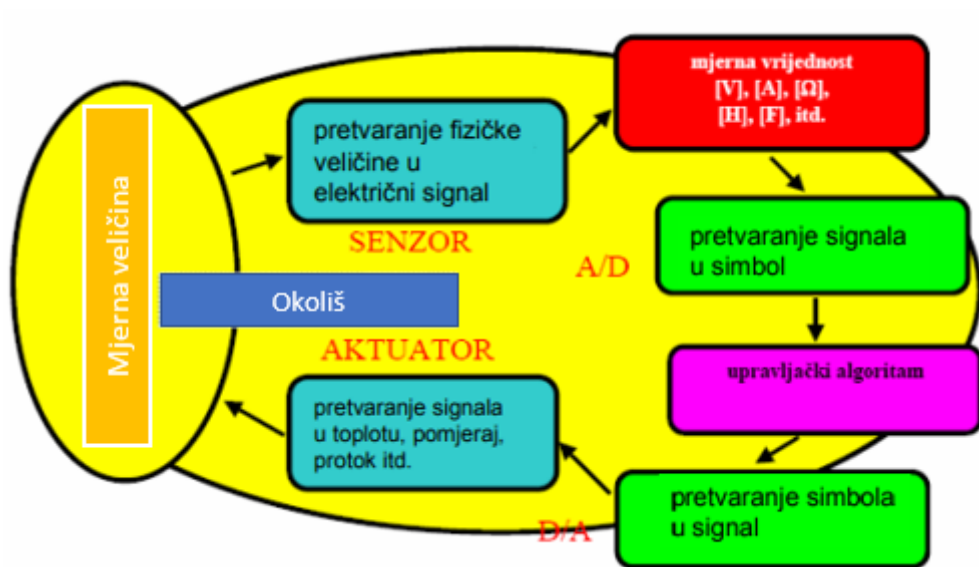 Mjerna veličina
pretvaranje fizičke
veličine u
električni signal
SENZOR
mjerna vrijednost
[V], [A], [Ω],
[H], [F], itd.
A/D
pretvaranje signala
u simbol
Okoliš
upravljački algoritam
AKTUATOR
pretvaranje signala
u toplotu, pomjeraj,
protok itd.
D/A
pretvaranje simbola
u signal